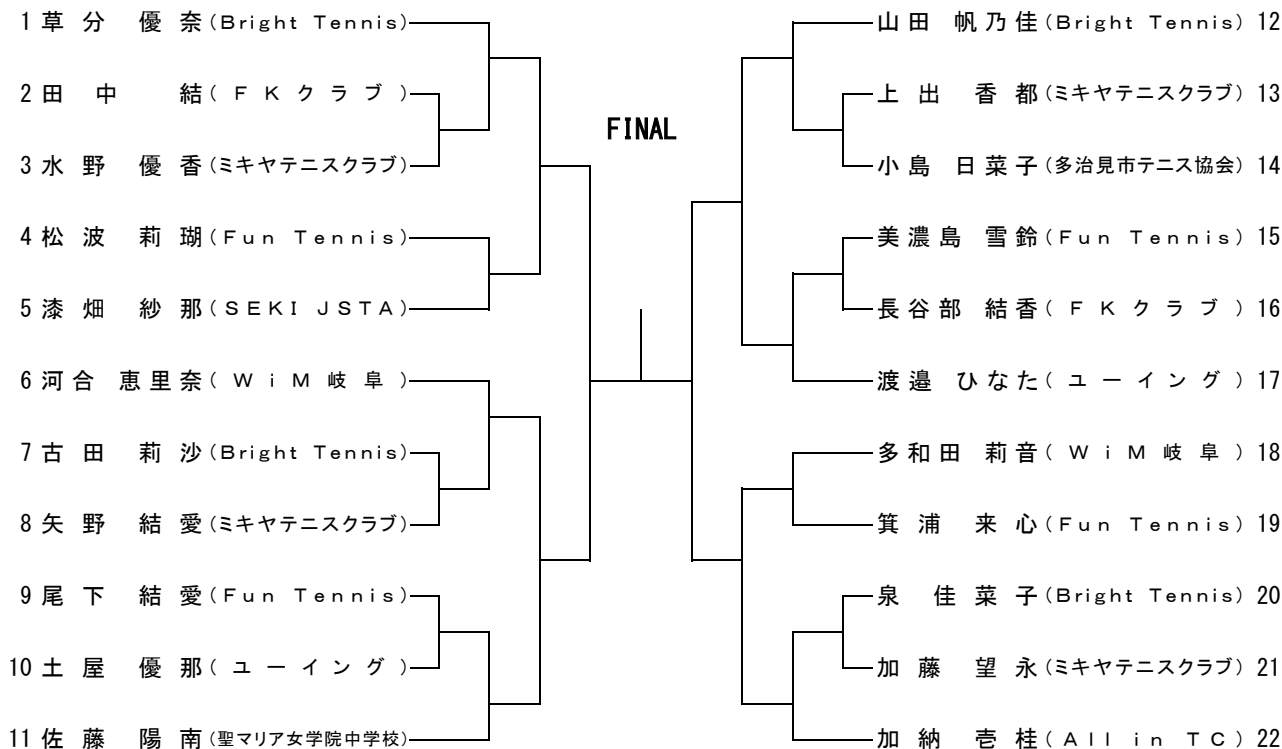 1 草分 優奈 (Bright Tennis)
2 田中 結 (FKクラブ)
3 水野 優香 (ミキヤテニスクラブ)
4 松波 莉瑚 (Fun Tennis)
5 漆畑 紗那 (SEKI JSTA)
6 河合 恵里奈 (WiM岐阜)
7 古田 莉沙 (Bright Tennis)
8 矢野 結愛 (ミキヤテニスクラブ)
9 尾下 結愛 (Fun Tennis)
10 土屋 優那 (ユーイング)
11 佐藤 陽南 (聖マリア女学院中学校)
FINAL
山田 帆乃佳 (Bright Tennis) 12
上出 香都 (ミキヤテニスクラブ) 13
小島 日菜子 (多治見市テニス協会) 14
美濃島 雪鈴 (Fun Tennis) 15
長谷部 結香 (FKクラブ) 16
渡邉 ひなた (ユーイング) 17
多和田 莉音 (WiM岐阜) 18
箕浦 来心 (Fun Tennis) 19
泉 佳菜子 (Bright Tennis) 20
加藤 望永 (ミキヤテニスクラブ) 21
加納 壱桂 (All in TC) 22